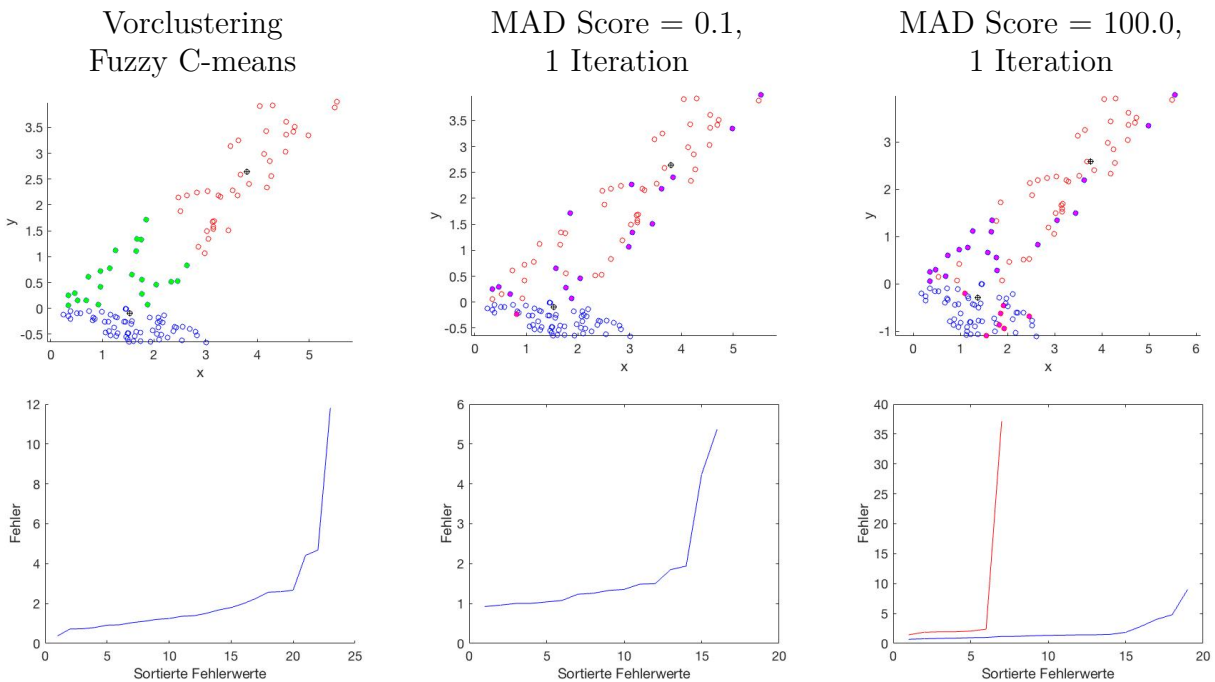 Vorclustering
Fuzzy C-means
MAD Score = 0.1,
1 Iteration
MAD Score = 100.0,
1 Iteration
3.5
3
2.5
2
1.5
1
0.5
0
-0.5
y
0 1 2 3 4 5
x
3.5
3
2.5
2
1.5
1
0.5
0
-0.5
y
0 1 2 3 4 5
x
3
2
1
0
-1
y
0 1 2 3 4 5 6
x
12
10
8
6
4
2
0
Fehler
0 5 10 15 20 25
Sortierte Fehlerwerte
6
5
4
3
2
1
0
Fehler
0 5 10 15 20
Sortierte Fehlerwerte
40
35
30
25
20
15
10
5
0
Fehler
0 5 10 15 20
Sortierte Fehlerwerte